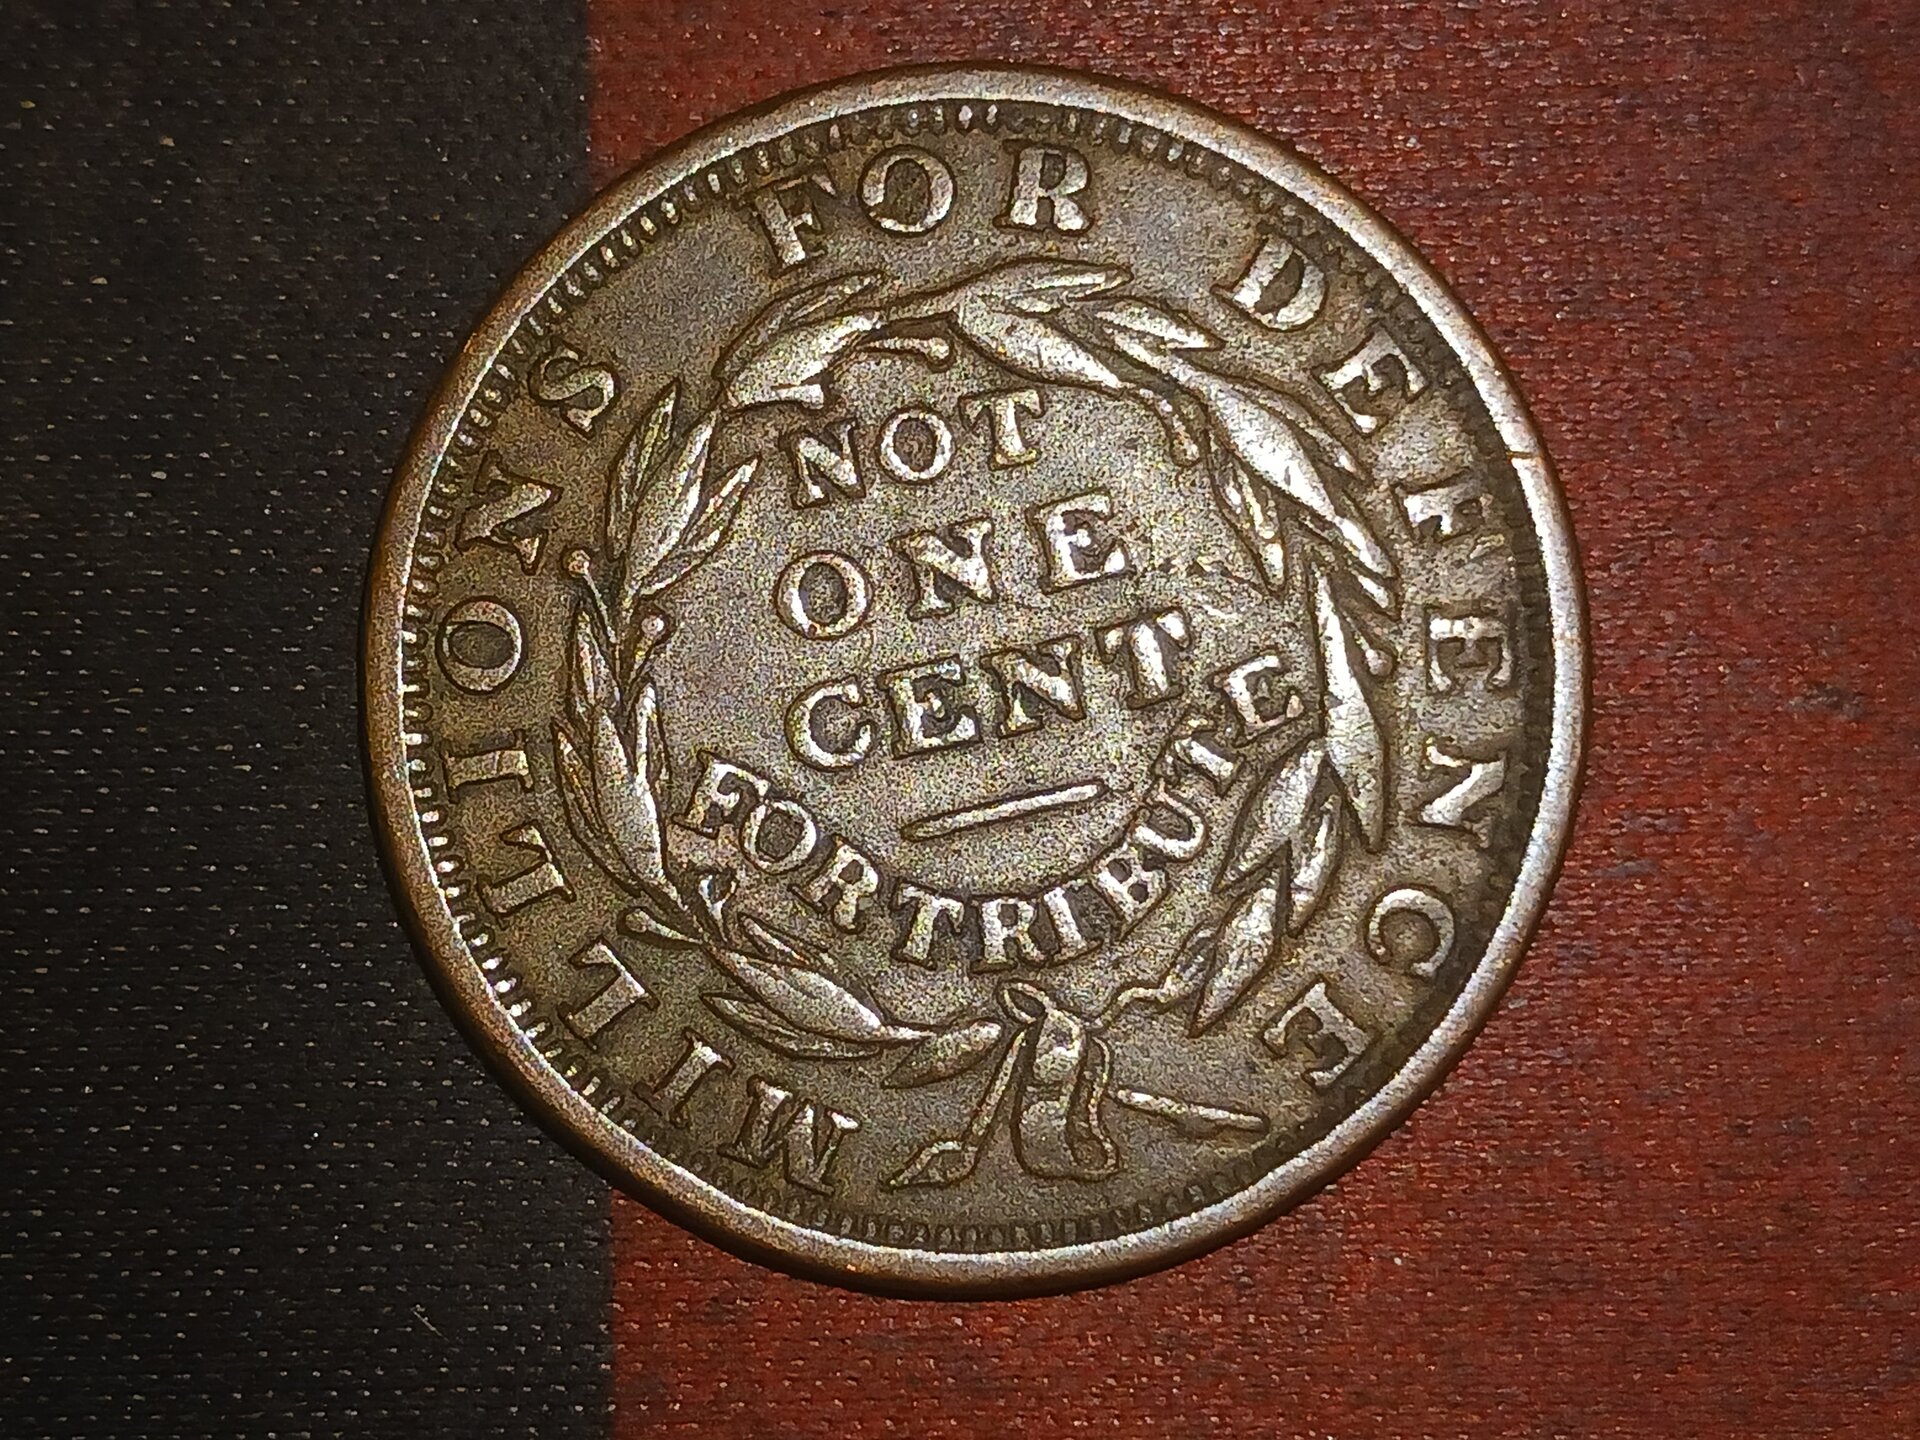 MILLIONS FOR DEFENCE
NOT
ONE
CENT
FOR TRIBUTE